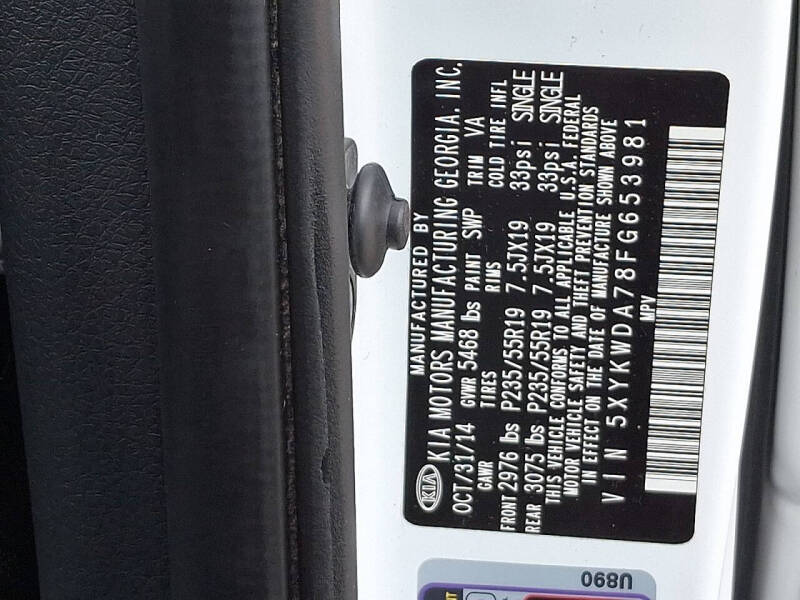 MANUFACTURED BY
KIA KIA MOTORS MANUFACTURING GEORGIA, INC.
OCT/31/14 GVWR 5468 lbs PAINT SWP TRIM VA
GAWR TIRES RIMS COLD TIRE INFL
FRONT 2976 lbs P235/55R19 7.5JX19 33psi SINGLE
REAR 3075 lbs P235/55R19 7.5JX19 33psi SINGLE
THIS VEHICLE CONFORMS TO ALL APPLICABLE U.S.A. FEDERAL
MOTOR VEHICLE SAFETY AND THEFT PREVENTION STANDARDS
IN EFFECT ON THE DATE OF MANUFACTURE SHOWN ABOVE
VIN 5XYKWDA78FG653981
MPV
U890